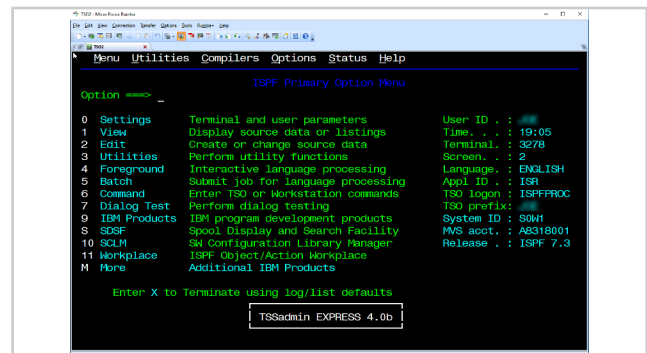 TSO2 - Micro Focus Rumba
File Edit View Connection Transfer Options Tools Rumba+ Help
TSO2
Menu Utilities Compilers Options Status Help
ISPF Primary Option Menu
Option ===> _
0 Settings Terminal and user parameters User ID . :
1 View Display source data or listings Time. . . : 19:05
2 Edit Create or change source data Terminal. : 3278
3 Utilities Perform utility functions Screen. . : 2
4 Foreground Interactive language processing Language. : ENGLISH
5 Batch Submit job for language processing Appl ID . : ISR
6 Command Enter TSO or Workstation commands TSO logon : ISPFPROC
7 Dialog Test Perform dialog testing TSO prefix:
9 IBM Products IBM program development products System ID : S0W1
S SDSF Spool Display and Search Facility MVS acct. : A8318001
10 SCLM SW Configuration Library Manager Release . : ISPF 7.3
11 Workplace ISPF Object/Action Workplace
M More Additional IBM Products
Enter X to Terminate using log/list defaults
TSSadmin EXPRESS 4.0b